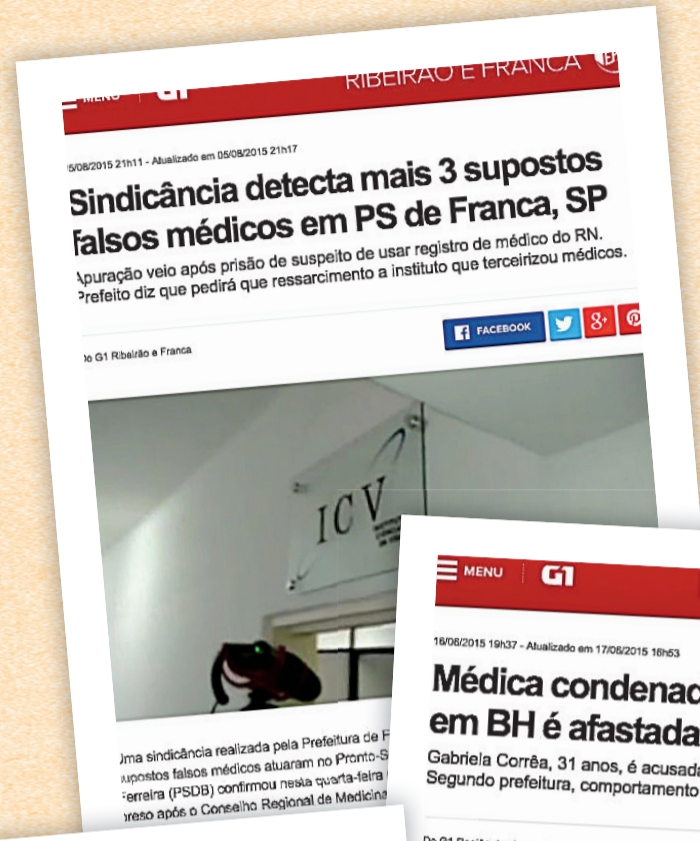 MENU G1
RIBEIRÃO E FRANCA
5/08/2015 21h11 - Atualizado em 05/08/2015 21h17
Sindicância detecta mais 3 supostos
falsos médicos em PS de Franca, SP
Apuração veio após prisão de suspeito de usar registro de médico do RN.
Prefeito diz que pedirá que ressarcimento a instituto que terceirizou médicos.
Do G1 Ribeirão e Franca
FACEBOOK
8+
ICV
Uma sindicância realizada pela Prefeitura de F
supostos falsos médicos atuaram no Pronto-S
Ferreira (PSDB) confirmou nesta quarta-feira
preso após o Conselho Regional de Medicina
MENU G1
16/06/2015 19h37 - Atualizado em 17/06/2015 16h53
Médica condenad
em BH é afastada
Gabriela Corrêa, 31 anos, é acusada
Segundo prefeitura, comportamento